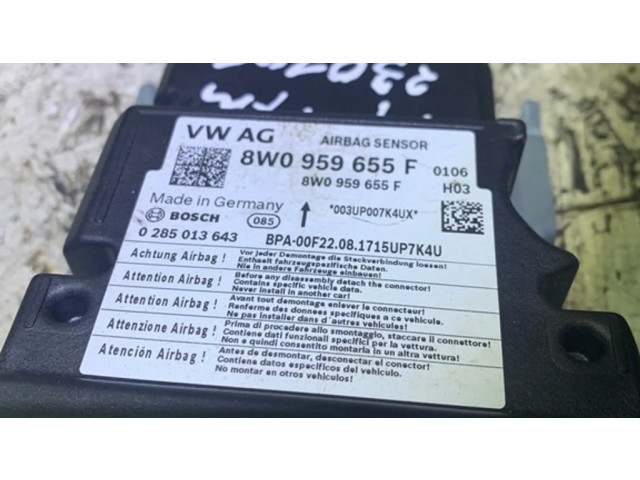 VW AG AIRBAG SENSOR
8W0 959 655 F 0106
8W0 959 655 F H03
Made in Germany *003UP007K4UX*
BOSCH 085
0 285 013 643 BPA-00F22.08.1715UP7K4U
Achtung Airbag ! Vor jeder Demontage die Steckverbindung loesen!
Enthaelt fahrzeugspezifische Daten.
Nie in andere Fahrzeuge einbauen!
Attention Airbag ! Before any disassembly detach the connector!
Contains specific vehicle data.
Never install in another car!
Attention Airbag ! Avant tout demontage enlever le connecteur!
Renferme des donnees specifiques a ce vehicule.
Ne pas installer dans d'autres vehicules!
Attenzione Airbag ! Prima di procedere allo smontaggio, staccare il connettore!
Contiene dati funzionali specifici per la vettura.
Non e quindi consentito montarla in un altra vettura!
Atención Airbag ! Antes de desmontar, desconectar el conector!
Contiene datos específicos del vehículo.
No montar en otros vehículos!